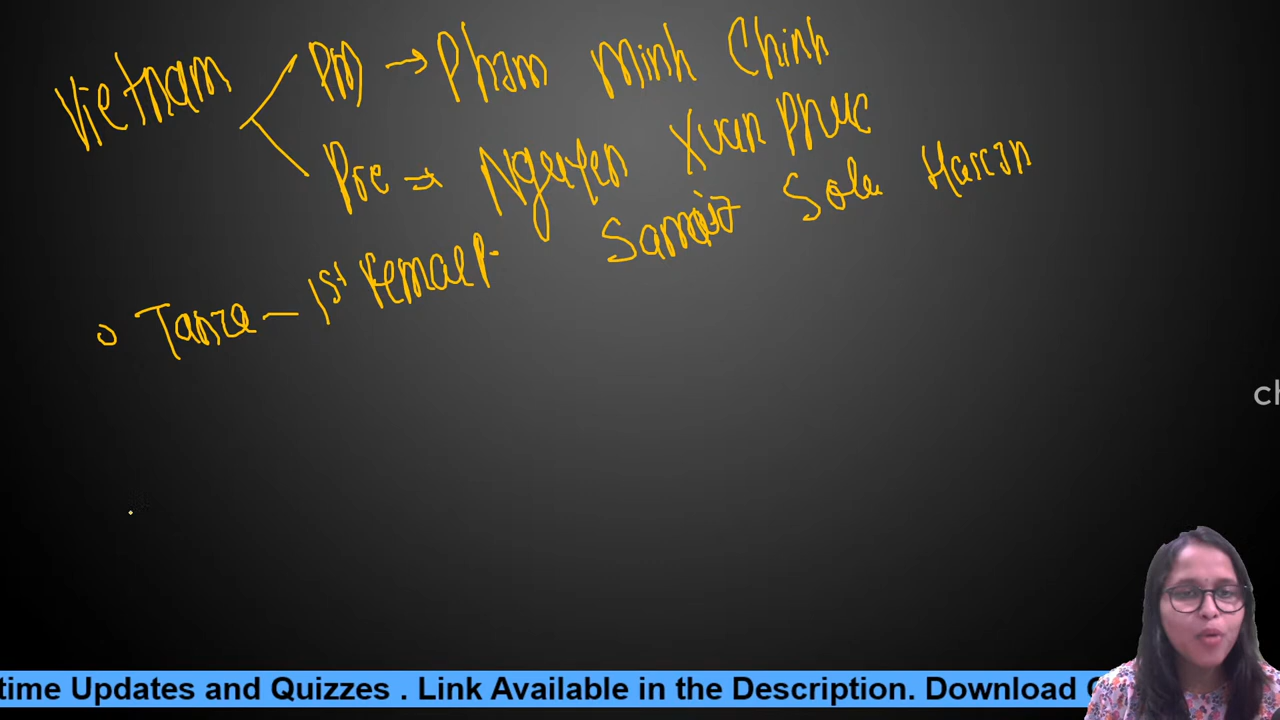 Vietnam
PM → Pham Minh Chinh
Pre → Nguyen Xuan Phuc
Tanza - 1st Female P. Samia Solu Hassan
ch
time Updates and Quizzes . Link Available in the Description. Download